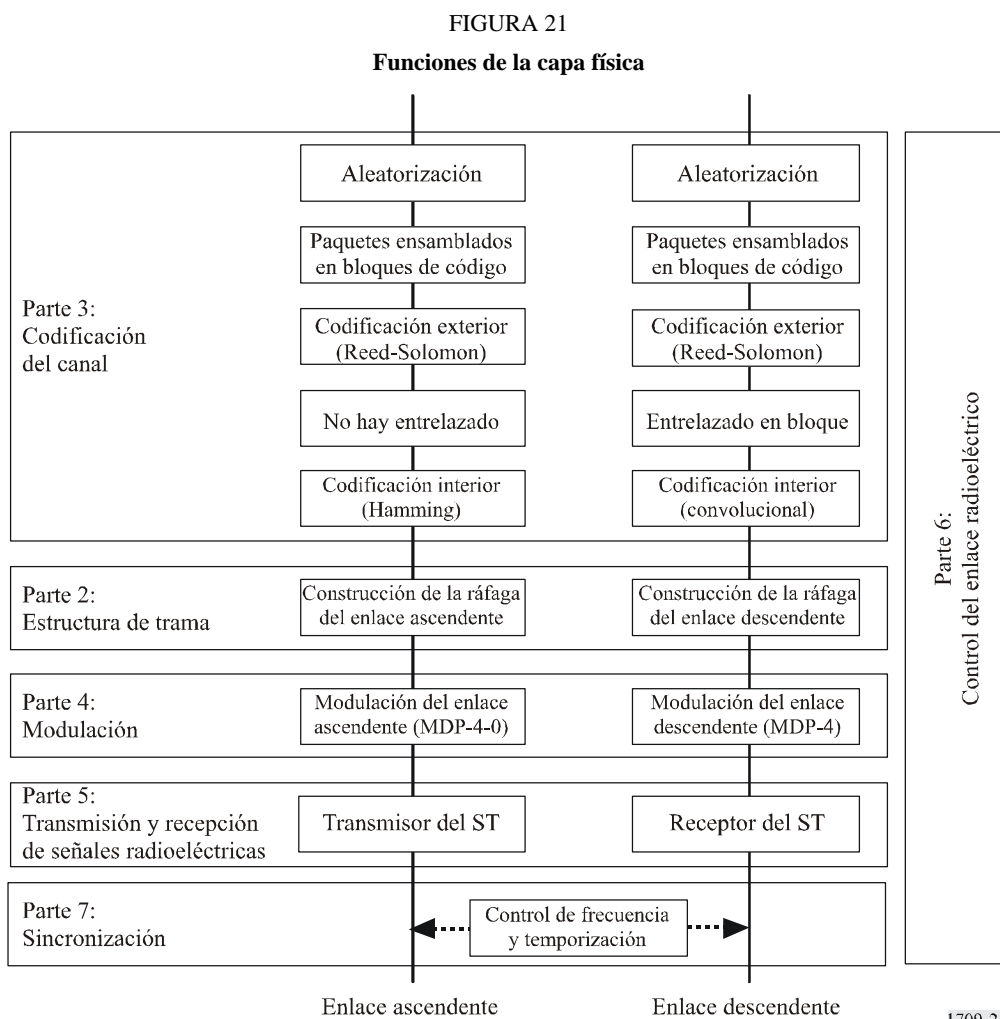 FIGURA 21
Funciones de la capa física
Parte 3:
Codificación
del canal
Aleatorización
Aleatorización
Paquetes ensamblados
en bloques de código
Paquetes ensamblados
en bloques de código
Codificación exterior
(Reed-Solomon)
Codificación exterior
(Reed-Solomon)
No hay entrelazado
Entrelazado en bloque
Codificación interior
(Hamming)
Codificación interior
(convolucional)
Parte 2:
Estructura de trama
Construcción de la ráfaga
del enlace ascendente
Construcción de la ráfaga
del enlace descendente
Parte 4:
Modulación
Modulación del enlace
ascendente (MDP-4-0)
Modulación del enlace
descendente (MDP-4)
Parte 5:
Transmisión y recepción
de señales radioeléctricas
Transmisor del ST
Receptor del ST
Parte 7:
Sincronización
Control de frecuencia
y temporización
Enlace ascendente
Enlace descendente
Parte 6:
Control del enlace radioeléctrico